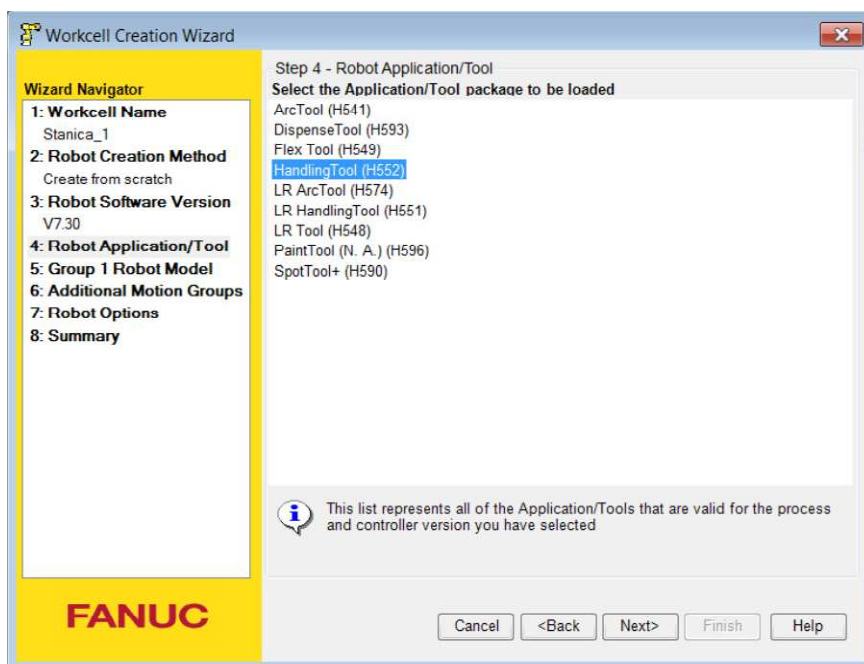 Workcell Creation Wizard
Wizard Navigator
1: Workcell Name
Stanica_1
2: Robot Creation Method
Create from scratch
3: Robot Software Version
V7.30
4: Robot Application/Tool
5: Group 1 Robot Model
6: Additional Motion Groups
7: Robot Options
8: Summary
FANUC
Step 4 - Robot Application/Tool
Select the Application/Tool package to be loaded
ArcTool (H541)
DispenseTool (H593)
Flex Tool (H549)
HandlingTool (H552)
LR ArcTool (H574)
LR HandlingTool (H551)
LR Tool (H548)
PaintTool (N. A.) (H596)
SpotTool+ (H590)
This list represents all of the Application/Tools that are valid for the process
and controller version you have selected
Cancel <Back Next> Finish Help